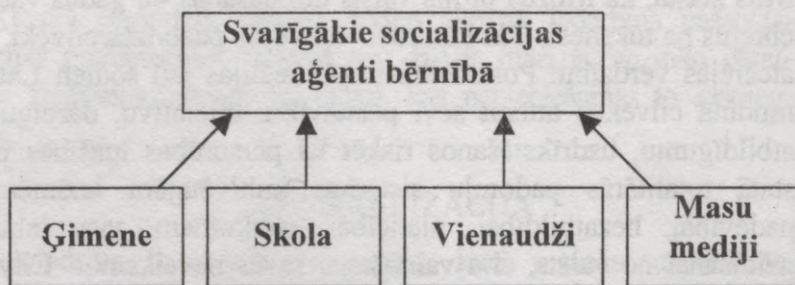 Svarīgākie socializācijas
aģenti bērnībā
Ģimene
Skola
Vienaudži
Masu
mediji